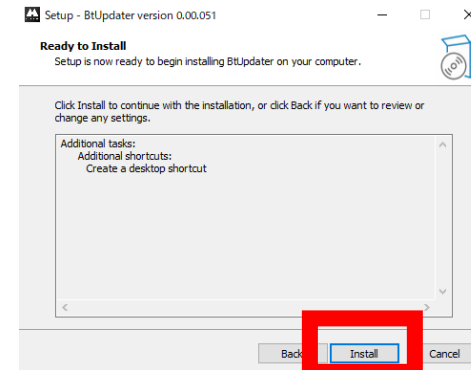 Setup - BtUpdater version 0.00.051
Ready to Install
Setup is now ready to begin installing BtUpdater on your computer.
Click Install to continue with the installation, or click Back if you want to review or
change any settings.
Additional tasks:
Additional shortcuts:
Create a desktop shortcut
Back
Install
Cancel